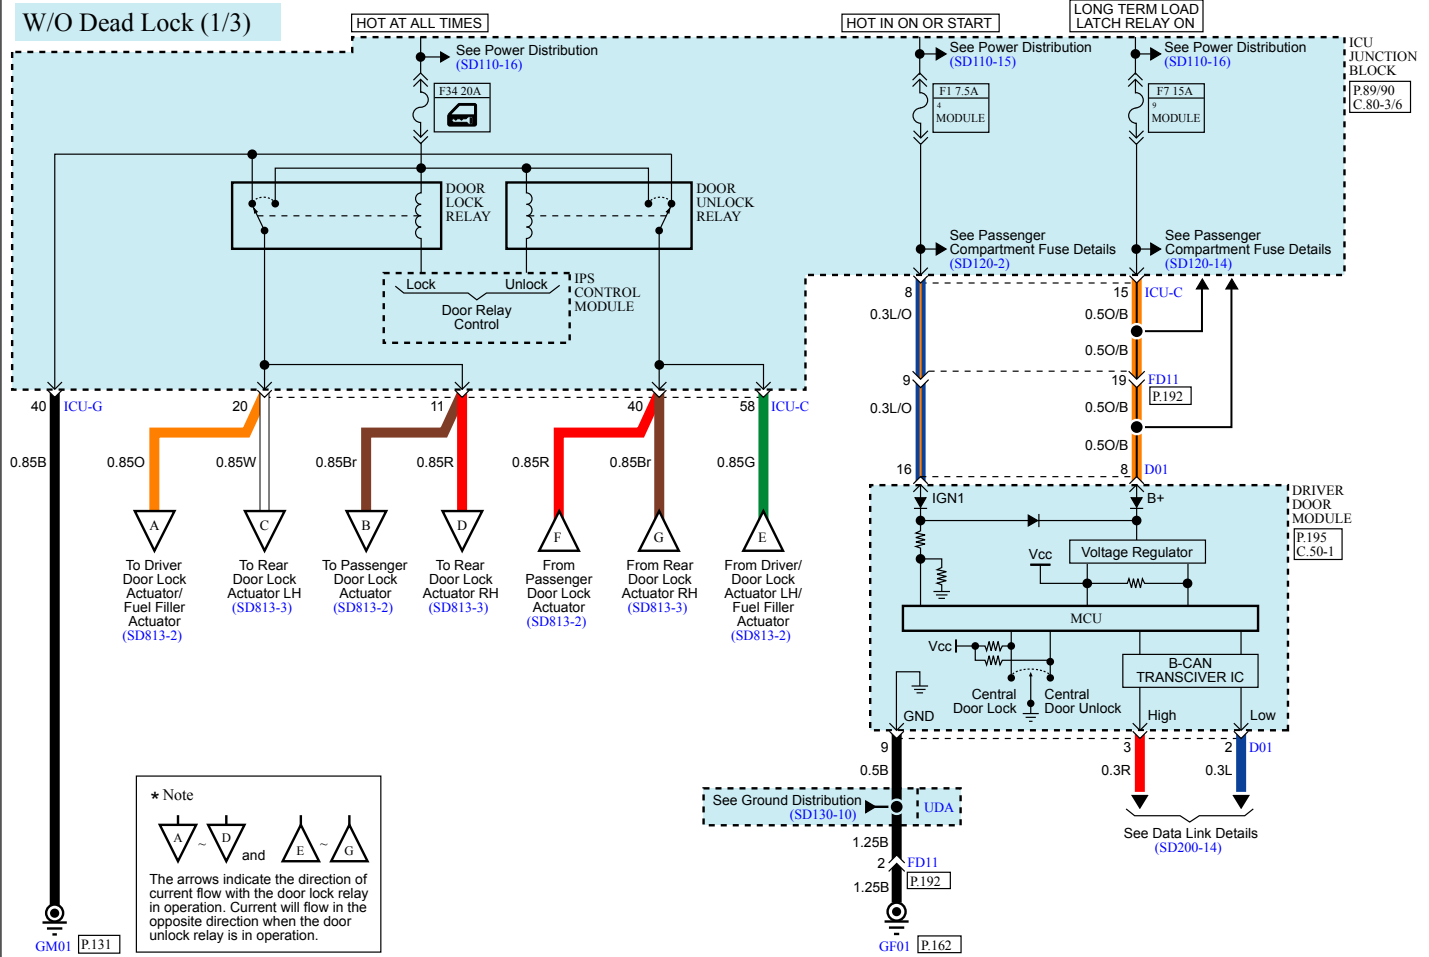 W/O Dead Lock (1/3)
HOT AT ALL TIMES
HOT IN ON OR START
LONG TERM LOAD
LATCH RELAY ON
See Power Distribution
(SD110-16)
See Power Distribution
(SD110-15)
See Power Distribution
(SD110-16)
ICU
JUNCTION
BLOCK
P.89/90
C.80-3/6
F34 20A
F1 7.5A
4
MODULE
F7 15A
9
MODULE
DOOR
LOCK
RELAY
DOOR
UNLOCK
RELAY
See Passenger
Compartment Fuse Details
(SD120-2)
See Passenger
Compartment Fuse Details
(SD120-14)
Lock
Unlock
Door Relay
Control
IPS
CONTROL
MODULE
8
15
ICU-C
0.3L/O
0.5O/B
0.5O/B
9
19
FD11
P.192
0.3L/O
0.5O/B
0.5O/B
16
8
D01
40
ICU-G
20
11
40
58
ICU-C
0.85B
0.85O
0.85W
0.85Br
0.85R
0.85R
0.85Br
0.85G
A
C
B
D
F
G
E
To Driver
Door Lock
Actuator/
Fuel Filler
Actuator
(SD813-2)
To Rear
Door Lock
Actuator LH
(SD813-3)
To Passenger
Door Lock
Actuator
(SD813-2)
To Rear
Door Lock
Actuator RH
(SD813-3)
From
Passenger
Door Lock
Actuator
(SD813-2)
From Rear
Door Lock
Actuator RH
(SD813-3)
From Driver/
Door Lock
Actuator LH/
Fuel Filler
Actuator
(SD813-2)
IGN1
B+
DRIVER
DOOR
MODULE
P.195
C.50-1
Vcc
Voltage Regulator
MCU
Vcc
B-CAN
TRANSCIVER IC
Central
Door Lock
Central
Door Unlock
GND
High
Low
9
3
2
D01
0.5B
0.3R
0.3L
See Ground Distribution
(SD130-10)
UDA
See Data Link Details
(SD200-14)
1.25B
2
FD11
P.192
1.25B
GF01
P.162
GM01
P.131
* Note
A ~ D and E ~ G
The arrows indicate the direction of
current flow with the door lock relay
in operation. Current will flow in the
opposite direction when the door
unlock relay is in operation.